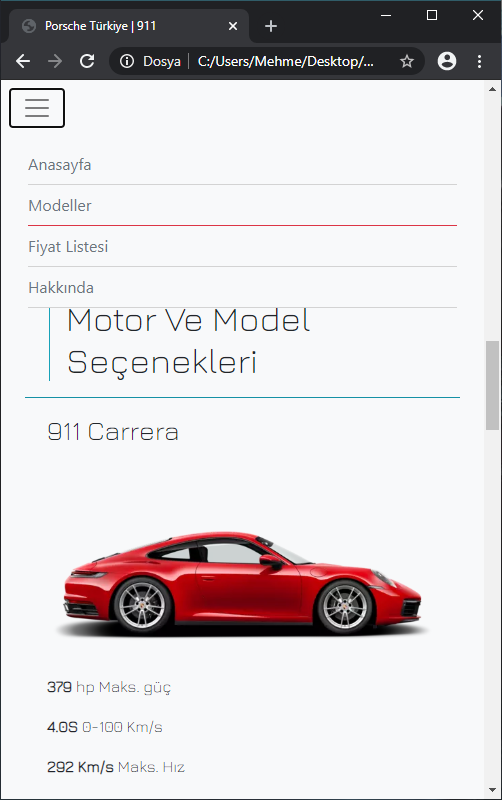 Porsche Türkiye | 911
Dosya | C:/Users/Mehme/Desktop/...
Anasayfa
Modeller
Fiyat Listesi
Hakkında
Motor Ve Model
Seçenekleri
911 Carrera
379 hp Maks. güç
4.0S 0-100 Km/s
292 Km/s Maks. Hız